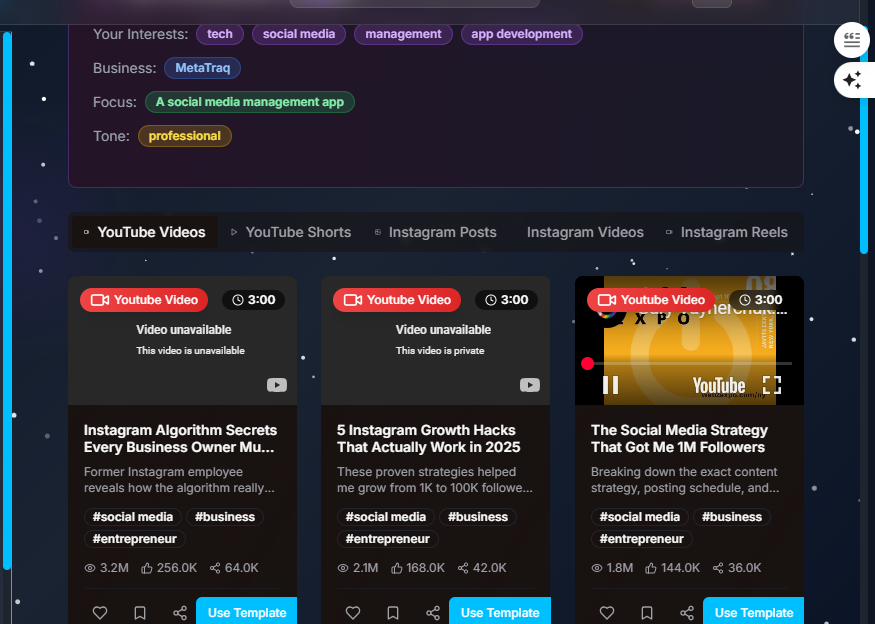 Your Interests: tech social media management app development
Business: MetaTraq
Focus: A social media management app
Tone: professional
YouTube Videos YouTube Shorts Instagram Posts Instagram Videos Instagram Reels
Youtube Video 3:00
Video unavailable
This video is unavailable
Instagram Algorithm Secrets
Every Business Owner Mu...
Former Instagram employee
reveals how the algorithm really...
#social media #business
#entrepreneur
3.2M 256.0K 64.0K
Use Template
Youtube Video 3:00
Video unavailable
This video is private
5 Instagram Growth Hacks
That Actually Work in 2025
These proven strategies helped
me grow from 1K to 100K followe...
#social media #business
#entrepreneur
2.1M 168.0K 42.0K
Use Template
Youtube Video 3:00
YouTube
The Social Media Strategy
That Got Me 1M Followers
Breaking down the exact content
strategy, posting schedule, and...
#social media #business
#entrepreneur
1.8M 144.0K 36.0K
Use Template